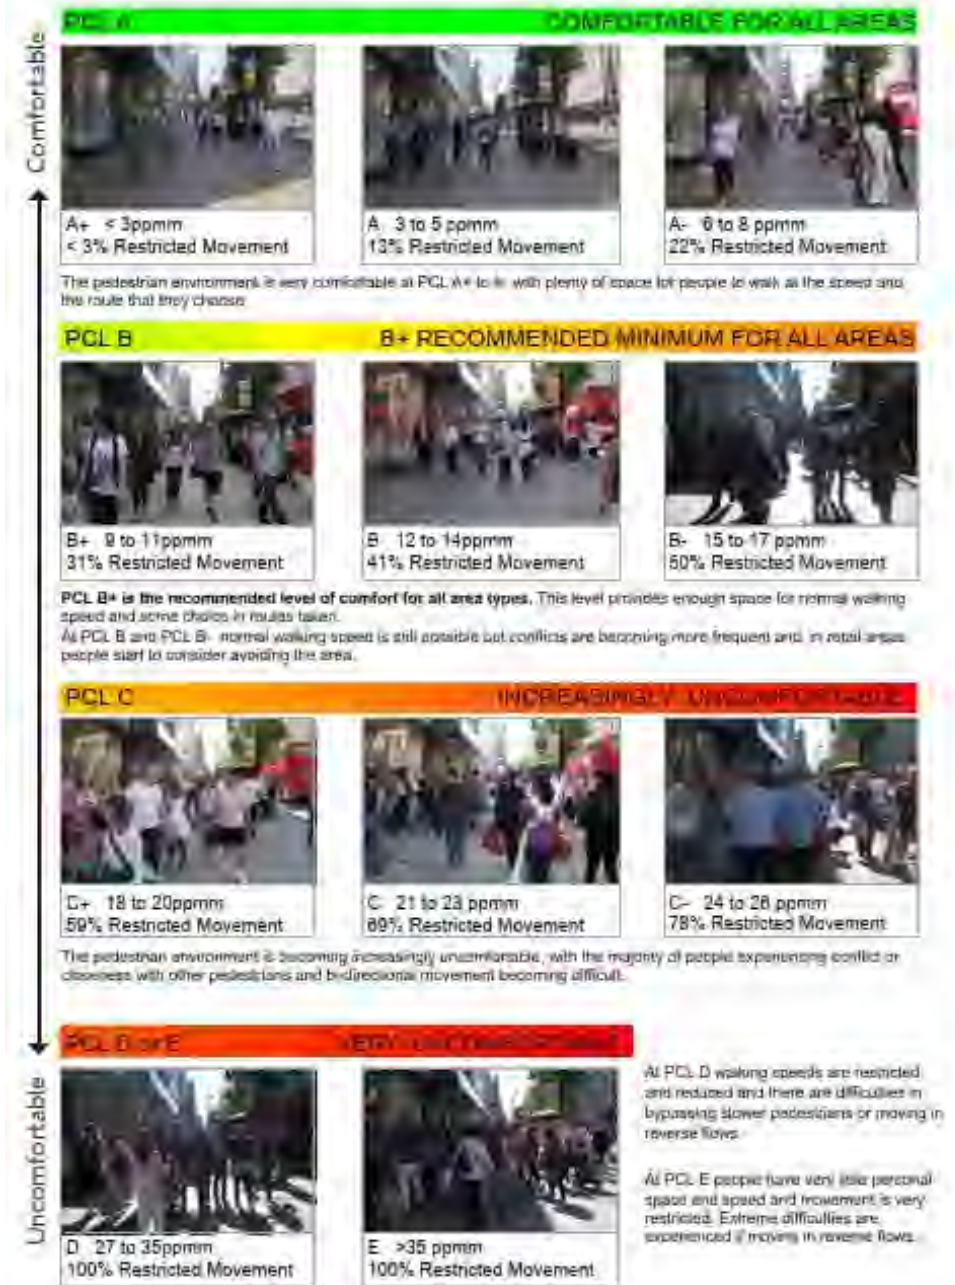 Comfortable
PCL A COMFORTABLE FOR ALL AREAS
A+ < 3ppmm
< 3% Restricted Movement
A 3 to 5 ppmm
13% Restricted Movement
A- 6 to 8 ppmm
22% Restricted Movement
The pedestrian environment is very comfortable at PCL A+ to A- with plenty of space for people to walk at the speed and
the route that they choose
PCL B B+ RECOMMENDED MINIMUM FOR ALL AREAS
B+ 9 to 11ppmm
31% Restricted Movement
B 12 to 14ppmm
41% Restricted Movement
B- 15 to 17 ppmm
50% Restricted Movement
PCL B+ is the recommended level of comfort for all area types. This level provides enough space for normal walking
speed and some choice in routes taken.
At PCL B and PCL B- normal walking speed is still possible but conflicts are becoming more frequent and, in retail areas,
people start to consider avoiding the area.
PCL C INCREASINGLY UNCOMFORTABLE
C+ 18 to 20ppmm
59% Restricted Movement
C 21 to 23 ppmm
69% Restricted Movement
C- 24 to 26 ppmm
78% Restricted Movement
The pedestrian environment is becoming increasingly uncomfortable, with the majority of people experiencing conflict or
closeness with other pedestrians and bi-directional movement becoming difficult.
PCL D or E VERY UNCOMFORTABLE
Uncomfortable
D 27 to 35ppmm
100% Restricted Movement
E >35 ppmm
100% Restricted Movement
At PCL D walking speeds are restricted
and reduced and there are difficulties in
bypassing slower pedestrians or moving in
reverse flows.
At PCL E people have very little personal
space and speed and movement is very
restricted. Extreme difficulties are
experienced if moving in reverse flows.